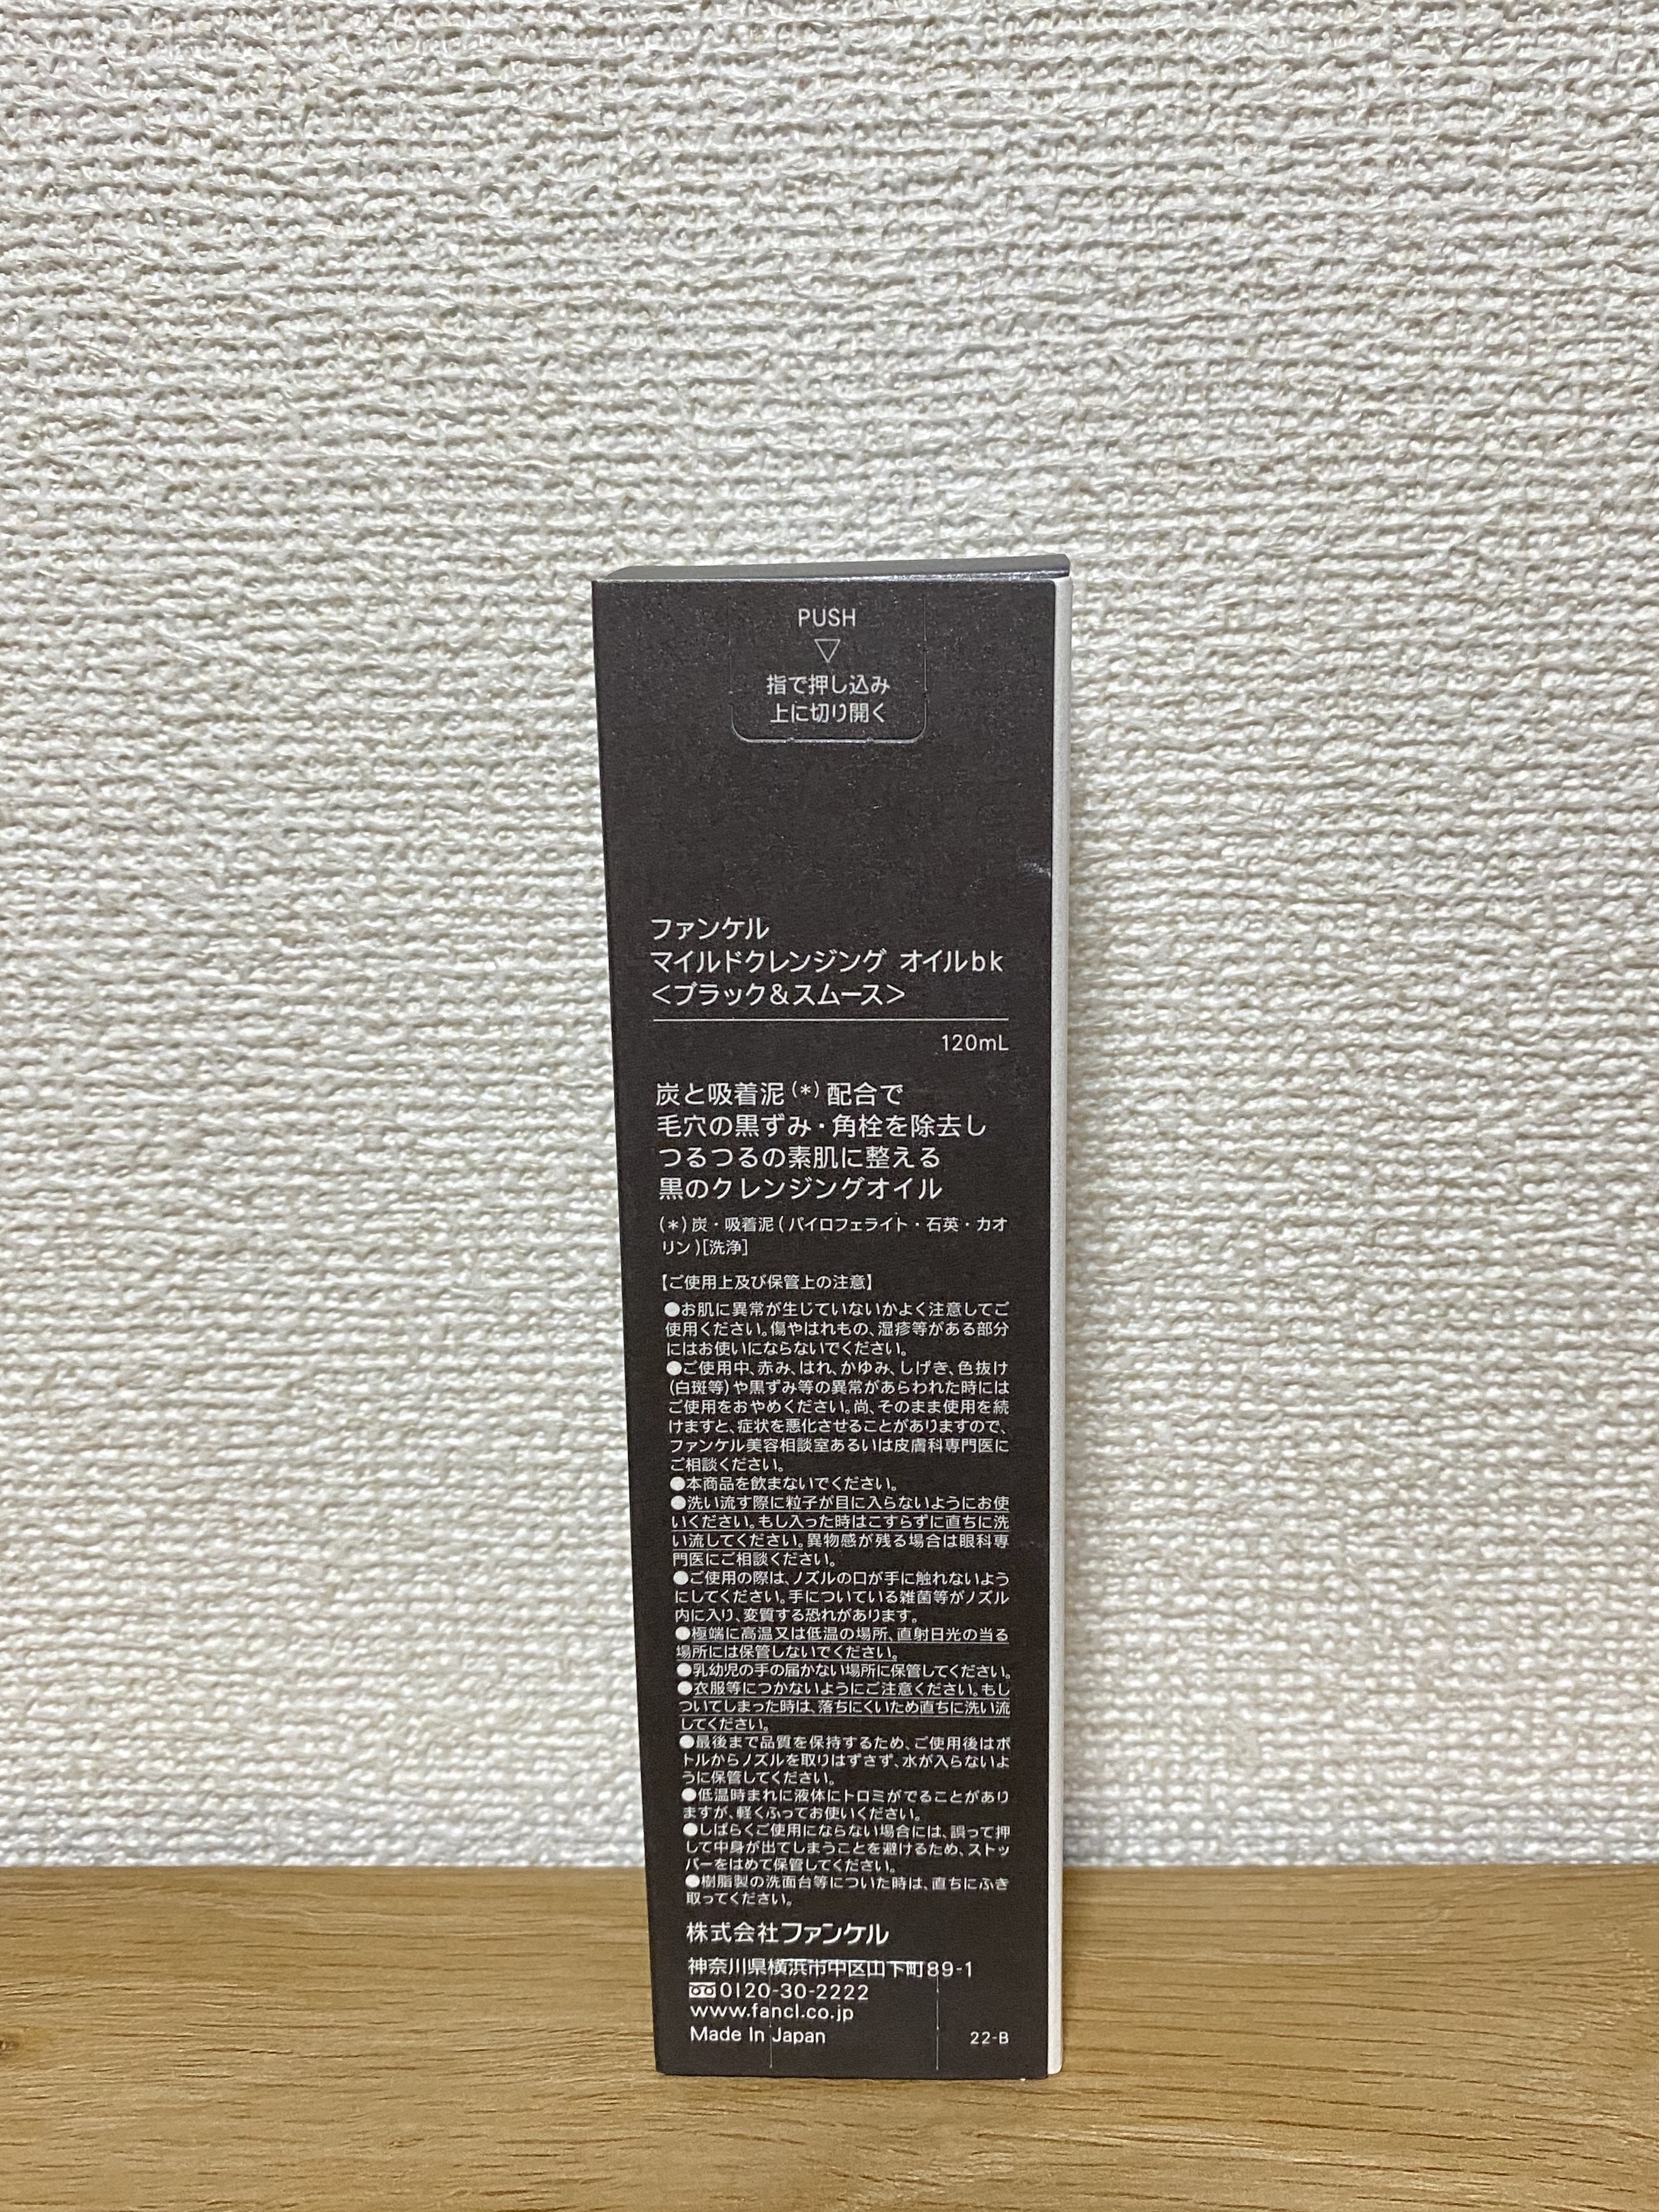 PUSH
指で押し込み
上に切り開く
ファンケル
マイルドクレンジング オイルbk
<ブラック&スムース>
120mL
炭と吸着泥(*)配合で
毛穴の黒ずみ・角栓を除去し
つるつるの素肌に整える
黒のクレンジングオイル
(*)炭・吸着泥(パイロフェライト・石英・カオ
リン)[洗浄]
【ご使用上及び保管上の注意】
●お肌に異常が生じていないかよく注意してご
使用ください。傷やはれもの、湿疹等がある部分
にはお使いにならないでください。
●ご使用中、赤み、はれ、かゆみ、しげき、色抜け
(白斑等)や黒ずみ等の異常があらわれた時には
ご使用をおやめください。尚、そのまま使用を続
けますと、症状を悪化させることがありますので、
ファンケル美容相談室あるいは皮膚科専門医に
ご相談ください。
●本商品を飲まないでください。
●洗い流す際に粒子が目に入らないようにお使
いください。もし入った時はこすらずに直ちに洗
い流してください。異物感が残る場合は眼科専
門医にご相談ください。
●ご使用の際は、ノズルの口が手に触れないよう
にしてください。手についている雑菌等がノズル
内に入り、変質する恐れがあります。
●極端に高温又は低温の場所、直射日光の当る
場所には保管しないでください。
●乳幼児の手の届かない場所に保管してください。
●衣服等につかないようにご注意ください。もし
ついてしまった時は、落ちにくいため直ちに洗い流
してください。
●最後まで品質を保持するため、ご使用後はボ
トルからノズルを取りはずさず、水が入らないよ
うに保管してください。
●低温時まれに液体にトロミがでることがあり
ますが、軽くふってお使いください。
●しばらくご使用にならない場合には、誤って押
して中身が出てしまうことを避けるため、ストッ
パーをはめて保管してください。
●樹脂製の洗面台等についた時は、直ちにふき
取ってください。
株式会社ファンケル
神奈川県横浜市中区山下町89-1
0120-30-2222
www.fancl.co.jp
Made In Japan
22-B